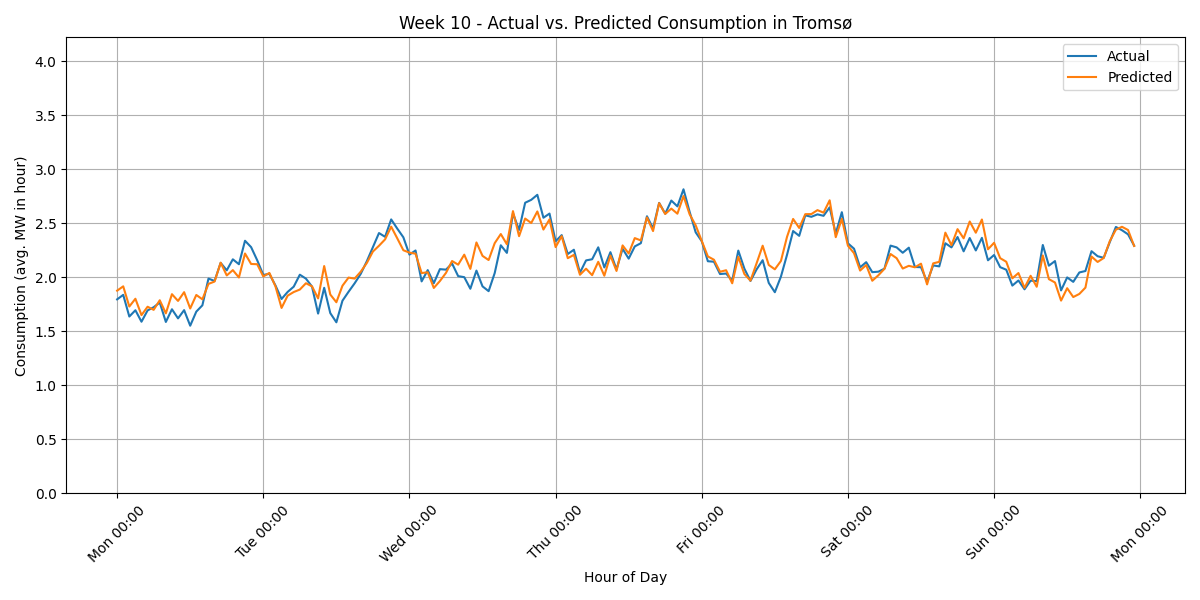 Week 10 - Actual vs. Predicted Consumption in Tromsø
Actual
Predicted
Consumption (avg. MW in hour)
4.0
3.5
3.0
2.5
2.0
1.5
1.0
0.5
0.0
Mon 00:00
Tue 00:00
Wed 00:00
Thu 00:00
Fri 00:00
Sat 00:00
Sun 00:00
Mon 00:00
Hour of Day